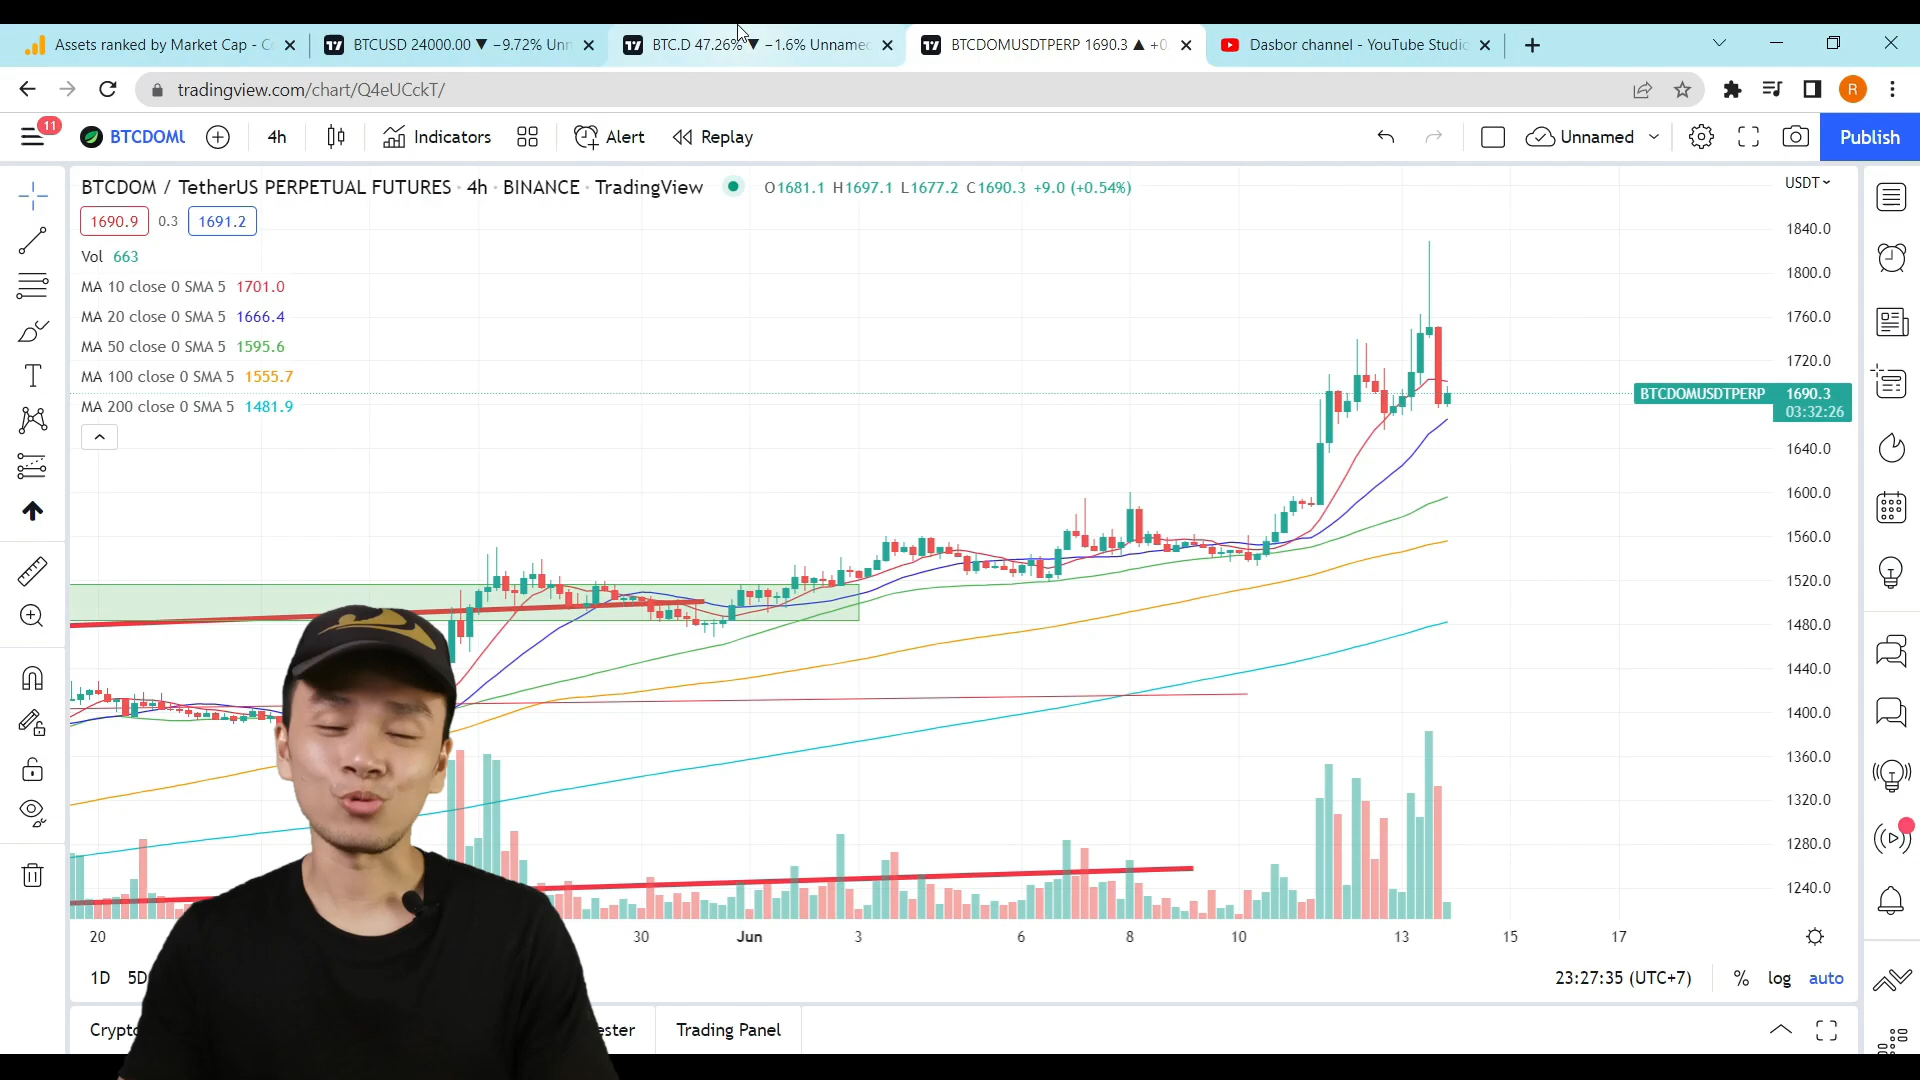 Assets ranked by Market Cap - C
BTCUSD 24000.00 ▼ −9.72% Unn
BTC.D 47.26% ▼ −1.6% Unnamed
BTCDOMUSDTPERP 1690.3 ▲ +0
Dasbor channel - YouTube Studio
tradingview.com/chart/Q4eUCckT/
R
11
BTCDOMU
4h
Indicators
Alert
Replay
Unnamed
Publish
BTCDOM / TetherUS PERPETUAL FUTURES · 4h · BINANCE · TradingView
O1681.1 H1697.1 L1677.2 C1690.3 +9.0 (+0.54%)
USDT
1690.9 0.3 1691.2
Vol 663
MA 10 close 0 SMA 5 1701.0
MA 20 close 0 SMA 5 1666.4
MA 50 close 0 SMA 5 1595.6
MA 100 close 0 SMA 5 1555.7
MA 200 close 0 SMA 5 1481.9
1840.0
1800.0
1760.0
1720.0
BTCDOMUSDTPERP 1690.3
03:32:26
1640.0
1600.0
1560.0
1520.0
1480.0
1440.0
1400.0
1360.0
1320.0
1280.0
1240.0
20 30 Jun 3 6 8 10 13 15 17
1D 5D
23:27:35 (UTC+7) % log auto
Crypto
ester
Trading Panel